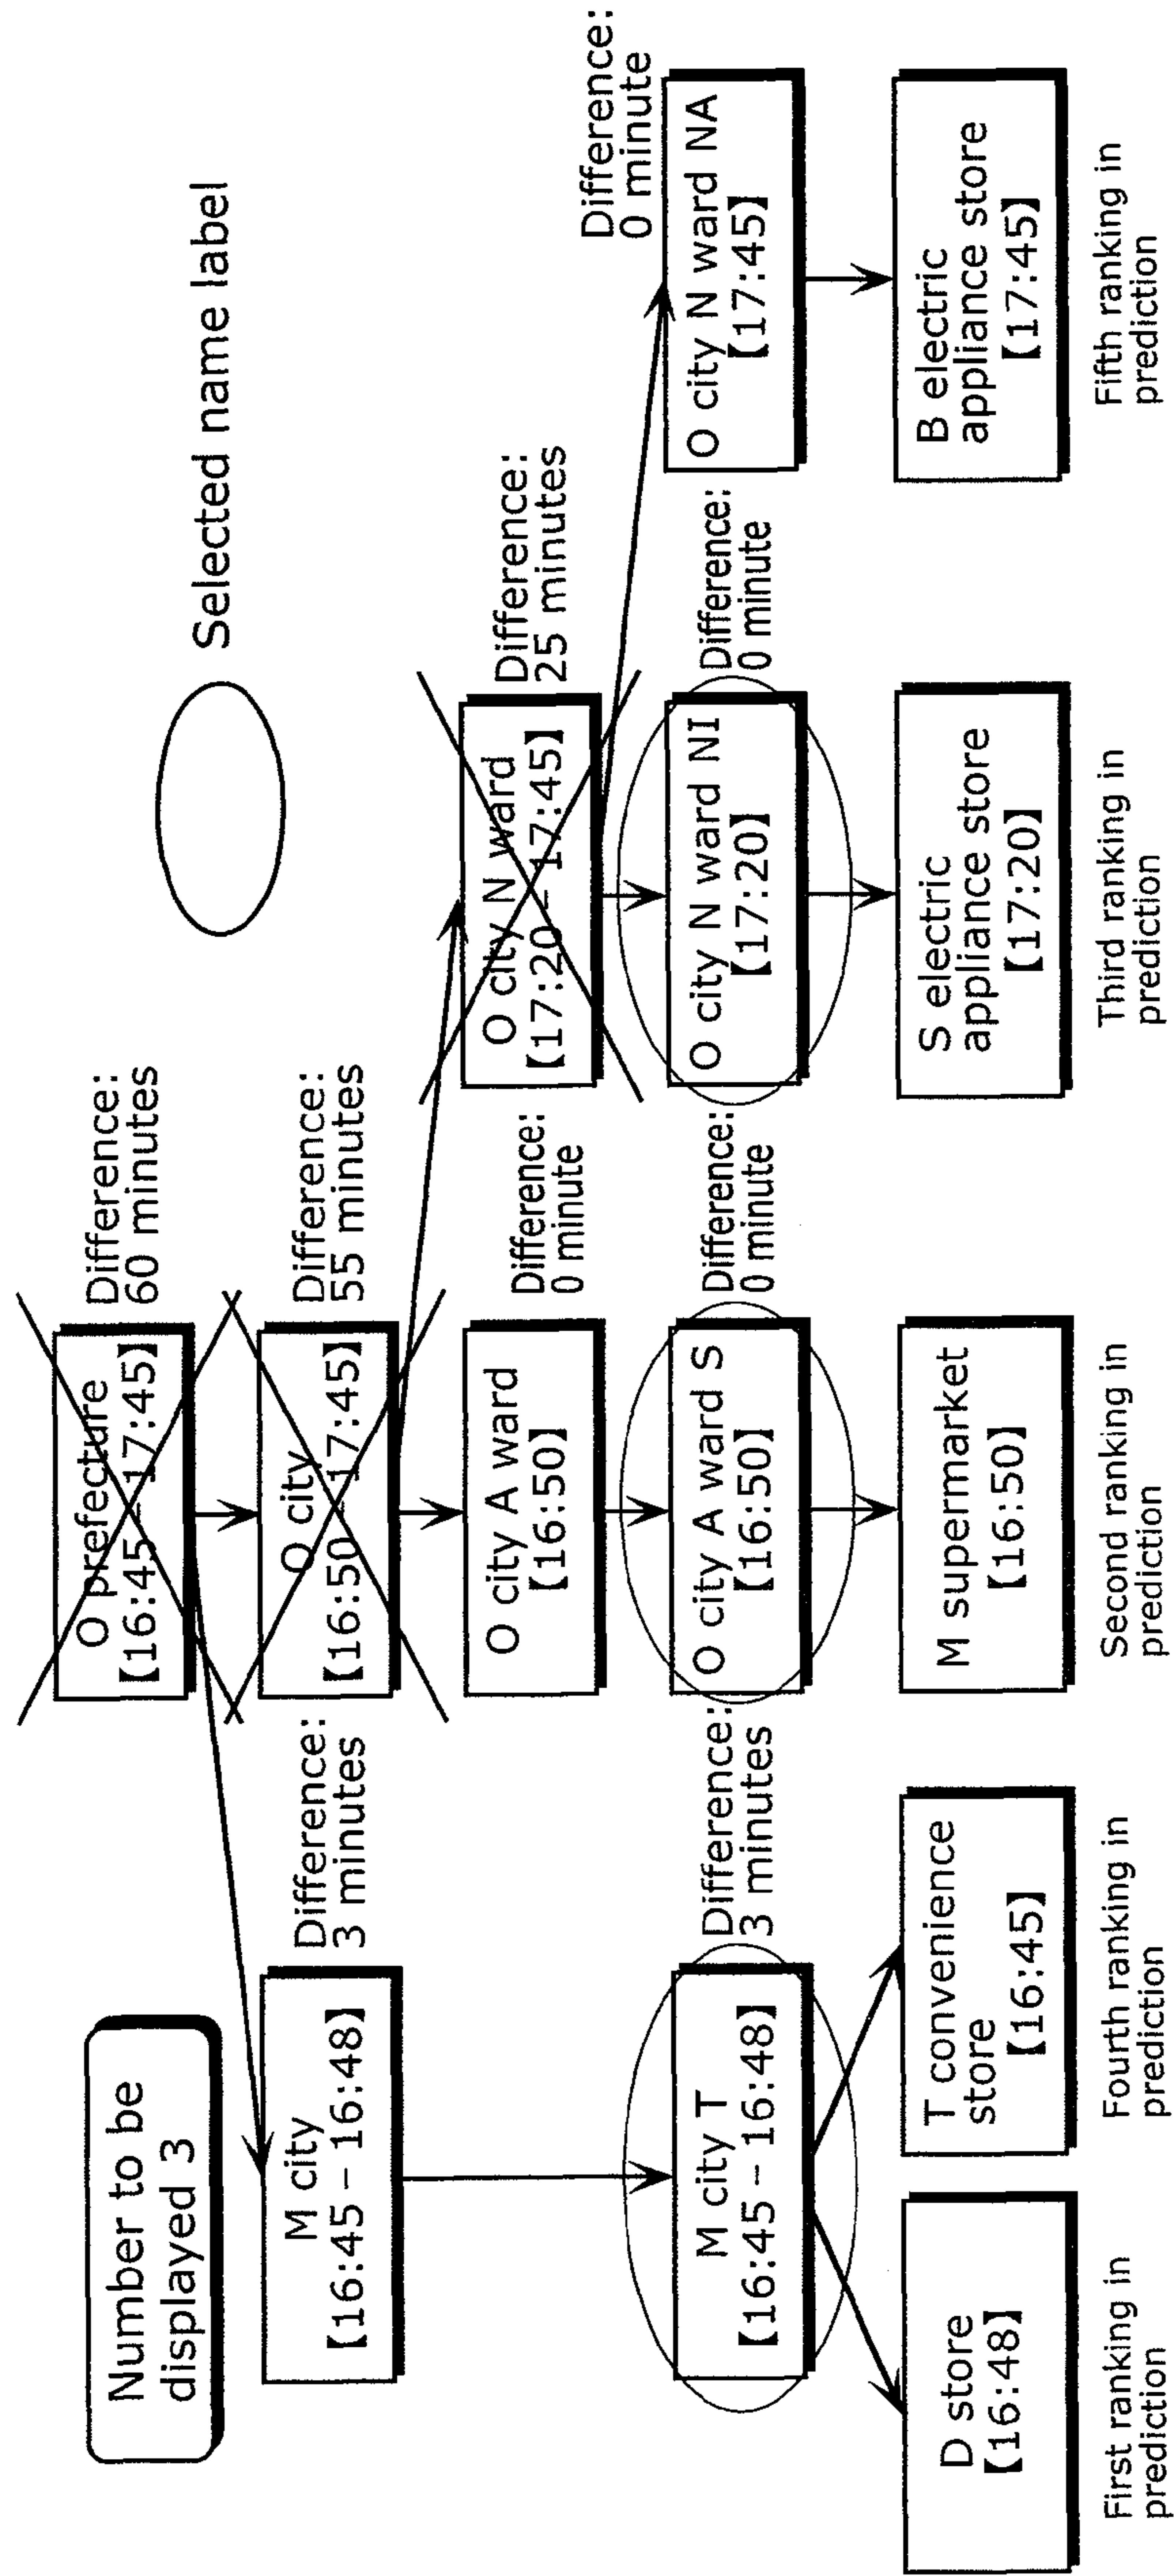 Number to be
displayed 3
Selected name label
O prefecture
【16:45–17:45】
Difference:
60 minutes
M city
【16:45–16:48】
Difference:
3 minutes
O city
【16:50–17:45】
Difference:
55 minutes
O city A ward
【16:50】
Difference:
0 minute
O city N ward
【17:20–17:45】
Difference:
25 minutes
M city T
【16:45–16:48】
Difference:
3 minutes
O city A ward S
【16:50】
Difference:
0 minute
O city N ward NI
【17:20】
Difference:
0 minute
O city N ward NA
【17:45】
Difference:
0 minute
D store
【16:48】
T convenience
store
【16:45】
M supermarket
【16:50】
S electric
appliance store
【17:20】
B electric
appliance store
【17:45】
First ranking in
prediction
Fourth ranking in
prediction
Second ranking in
prediction
Third ranking in
prediction
Fifth ranking in
prediction